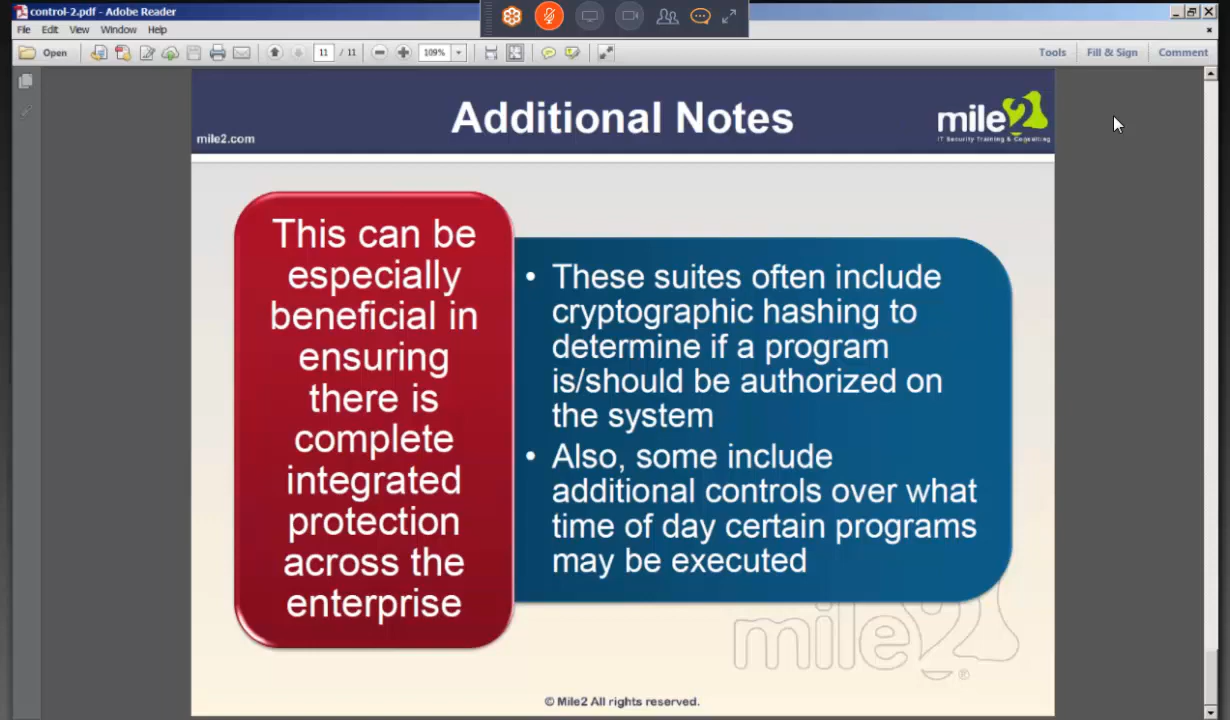 control-2.pdf - Adobe Reader
File Edit View Window Help
Open 11 / 11 109% Tools Fill & Sign Comment
Additional Notes
mile2.com
mile2
IT Security Training & Consulting
This can be
especially
beneficial in
ensuring
there is
complete
integrated
protection
across the
enterprise
• These suites often include
cryptographic hashing to
determine if a program
is/should be authorized on
the system
• Also, some include
additional controls over what
time of day certain programs
may be executed
mile2
®
© Mile2 All rights reserved.